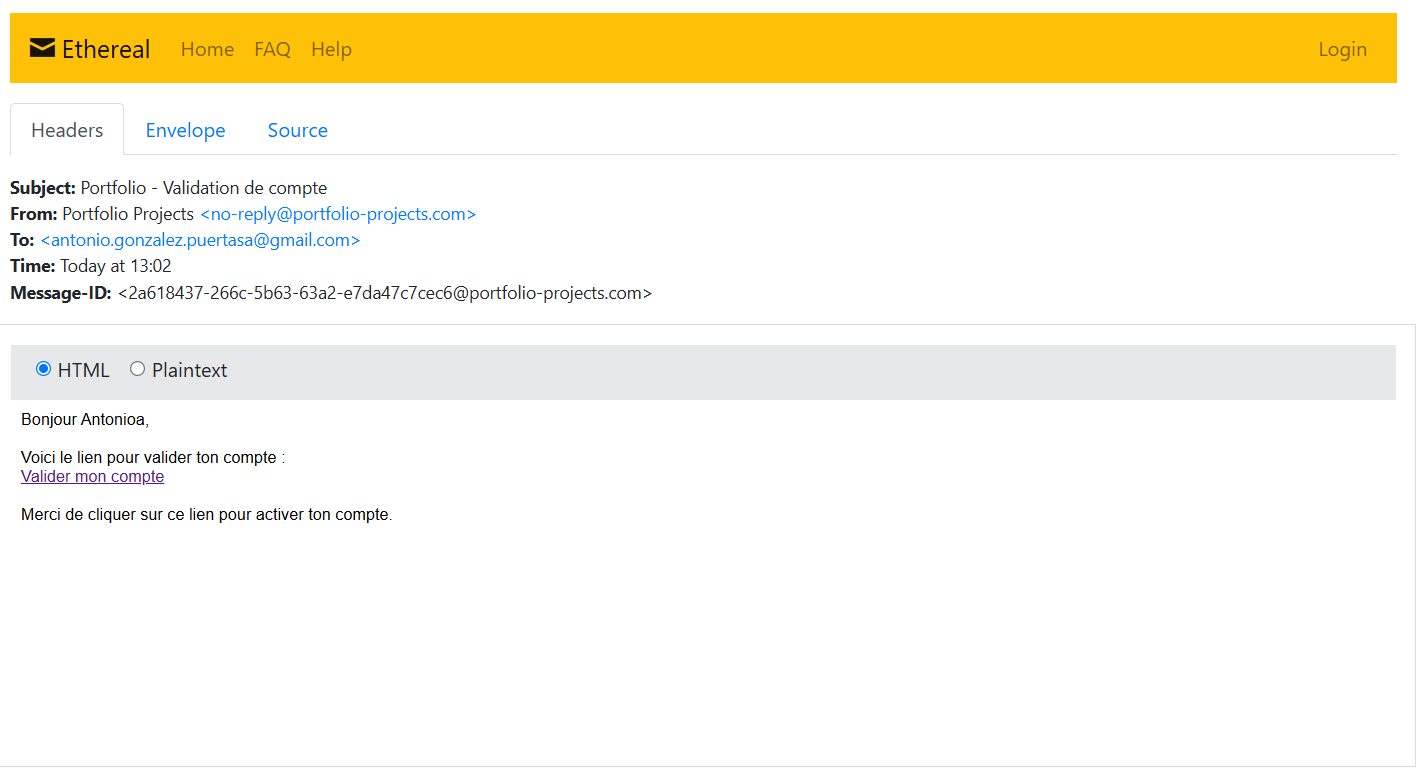 Ethereal Home FAQ Help Login
Headers Envelope Source
Subject: Portfolio - Validation de compte
From: Portfolio Projects <no-reply@portfolio-projects.com>
To: <antonio.gonzalez.puertasa@gmail.com>
Time: Today at 13:02
Message-ID: <2a618437-266c-5b63-63a2-e7da47c7cec6@portfolio-projects.com>
HTML Plaintext
Bonjour Antonioa,
Voici le lien pour valider ton compte :
Valider mon compte
Merci de cliquer sur ce lien pour activer ton compte.